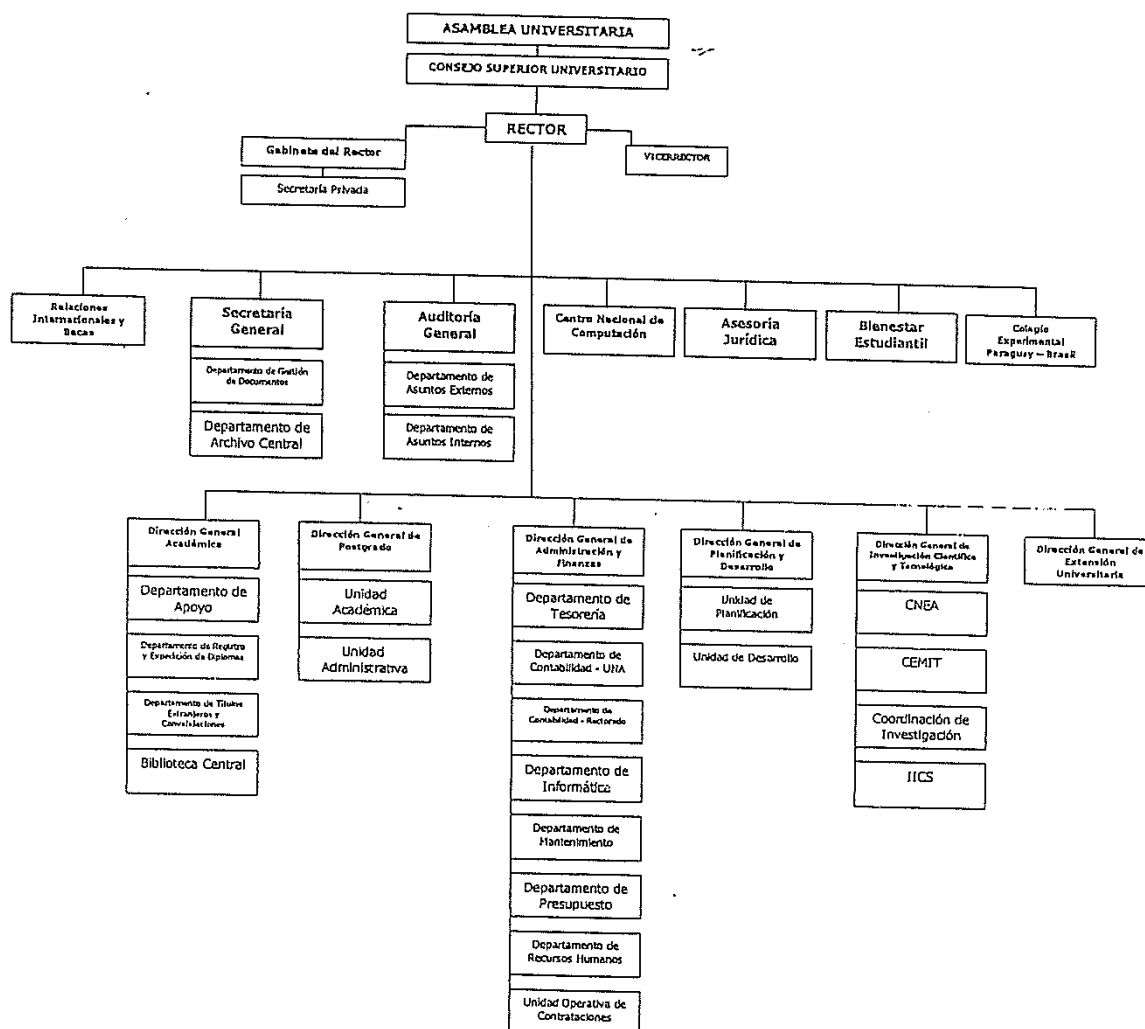 ASAMBLEA UNIVERSITARIA
CONSEJO SUPERIOR UNIVERSITARIO
RECTOR
Gabinete del Rector
VICERRECTOR
Secretaría Privada
Relaciones
Internacionales y
Becas
Secretaría
General
Departamento de Gestión
de Documentos
Departamento de
Archivo Central
Auditoría
General
Departamento de
Asuntos Externos
Departamento de
Asuntos Internos
Centro Nacional de
Computación
Asesoría
Jurídica
Bienestar
Estudiantil
Colegio
Experimental
Paraguay – Brasil
Dirección General
Académica
Departamento de
Apoyo
Departamento de Registro
y Expedición de Diplomas
Departamento de Títulos
Extranjeros y
Convalidaciones
Biblioteca Central
Dirección General de
Postgrado
Unidad
Académica
Unidad
Administrativa
Dirección General de
Administración y
Finanzas
Departamento de
Tesorería
Departamento de
Contabilidad - UNA
Departamento de
Contabilidad - Rectorado
Departamento de
Informática
Departamento de
Mantenimiento
Departamento de
Presupuesto
Departamento de
Recursos Humanos
Unidad Operativa de
Contrataciones
Dirección General de
Planificación y
Desarrollo
Unidad de
Planificación
Unidad de Desarrollo
Dirección General de
Investigación Científica
y Tecnológica
CNEA
CEMIT
Coordinación de
Investigación
IICS
Dirección General de
Extensión
Universitaria